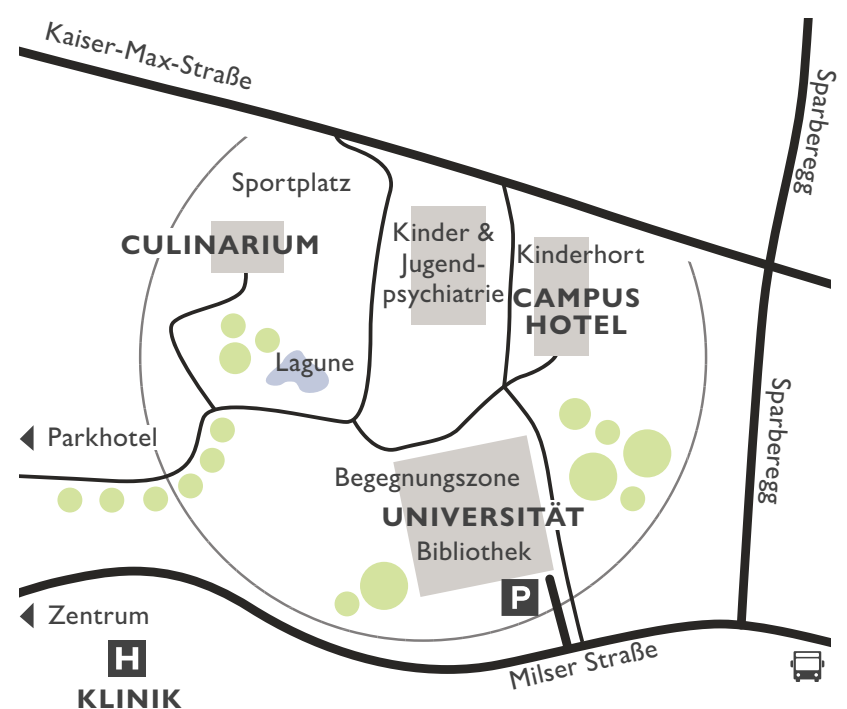 Kaiser-Max-Straße
Sparberegg
Sportplatz
CULINARIUM
Kinder &
Jugend-
psychiatrie
Kinderhort
CAMPUS
HOTEL
Lagune
Sparberegg
Parkhotel
Begegnungszone
UNIVERSITÄT
Bibliothek
P
Zentrum
H
KLINIK
Milser Straße